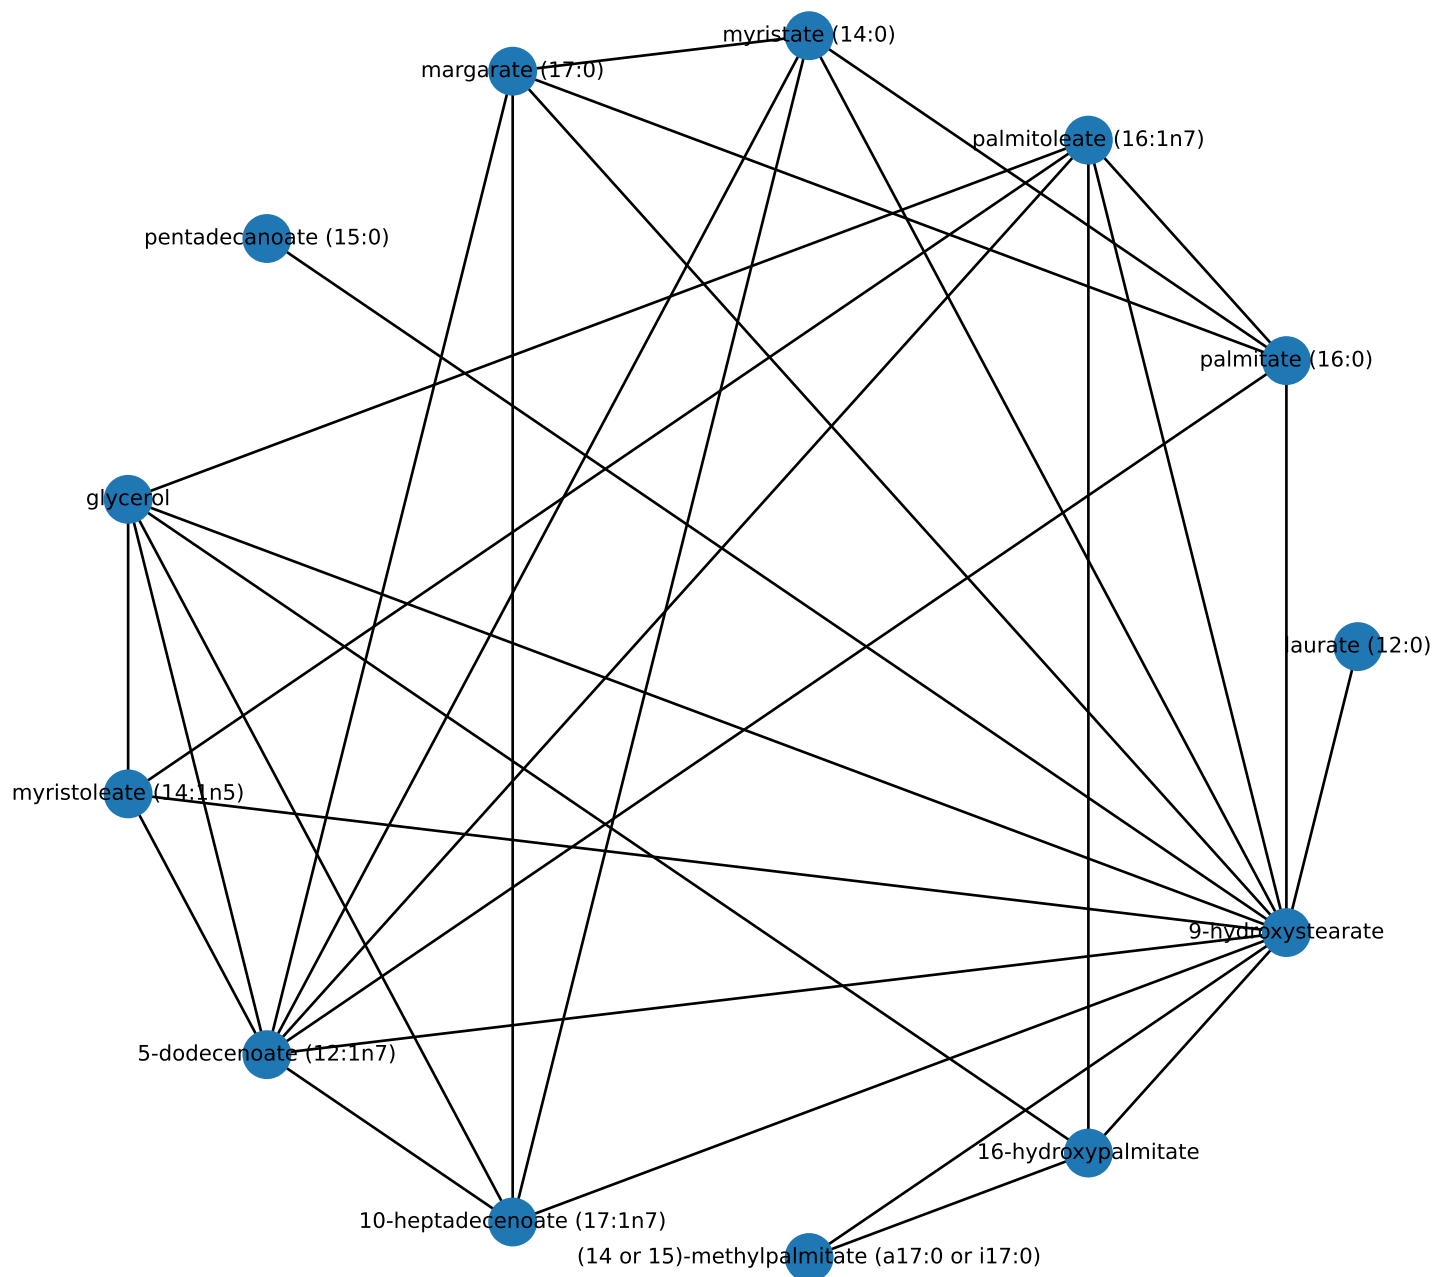 myristate (14:0)
margarate (17:0)
palmitoleate (16:1n7)
pentadecanoate (15:0)
palmitate (16:0)
glycerol
laurate (12:0)
myristoleate (14:1n5)
9-hydroxystearate
5-dodecenoate (12:1n7)
16-hydroxypalmitate
10-heptadecenoate (17:1n7)
(14 or 15)-methylpalmitate (a17:0 or i17:0)